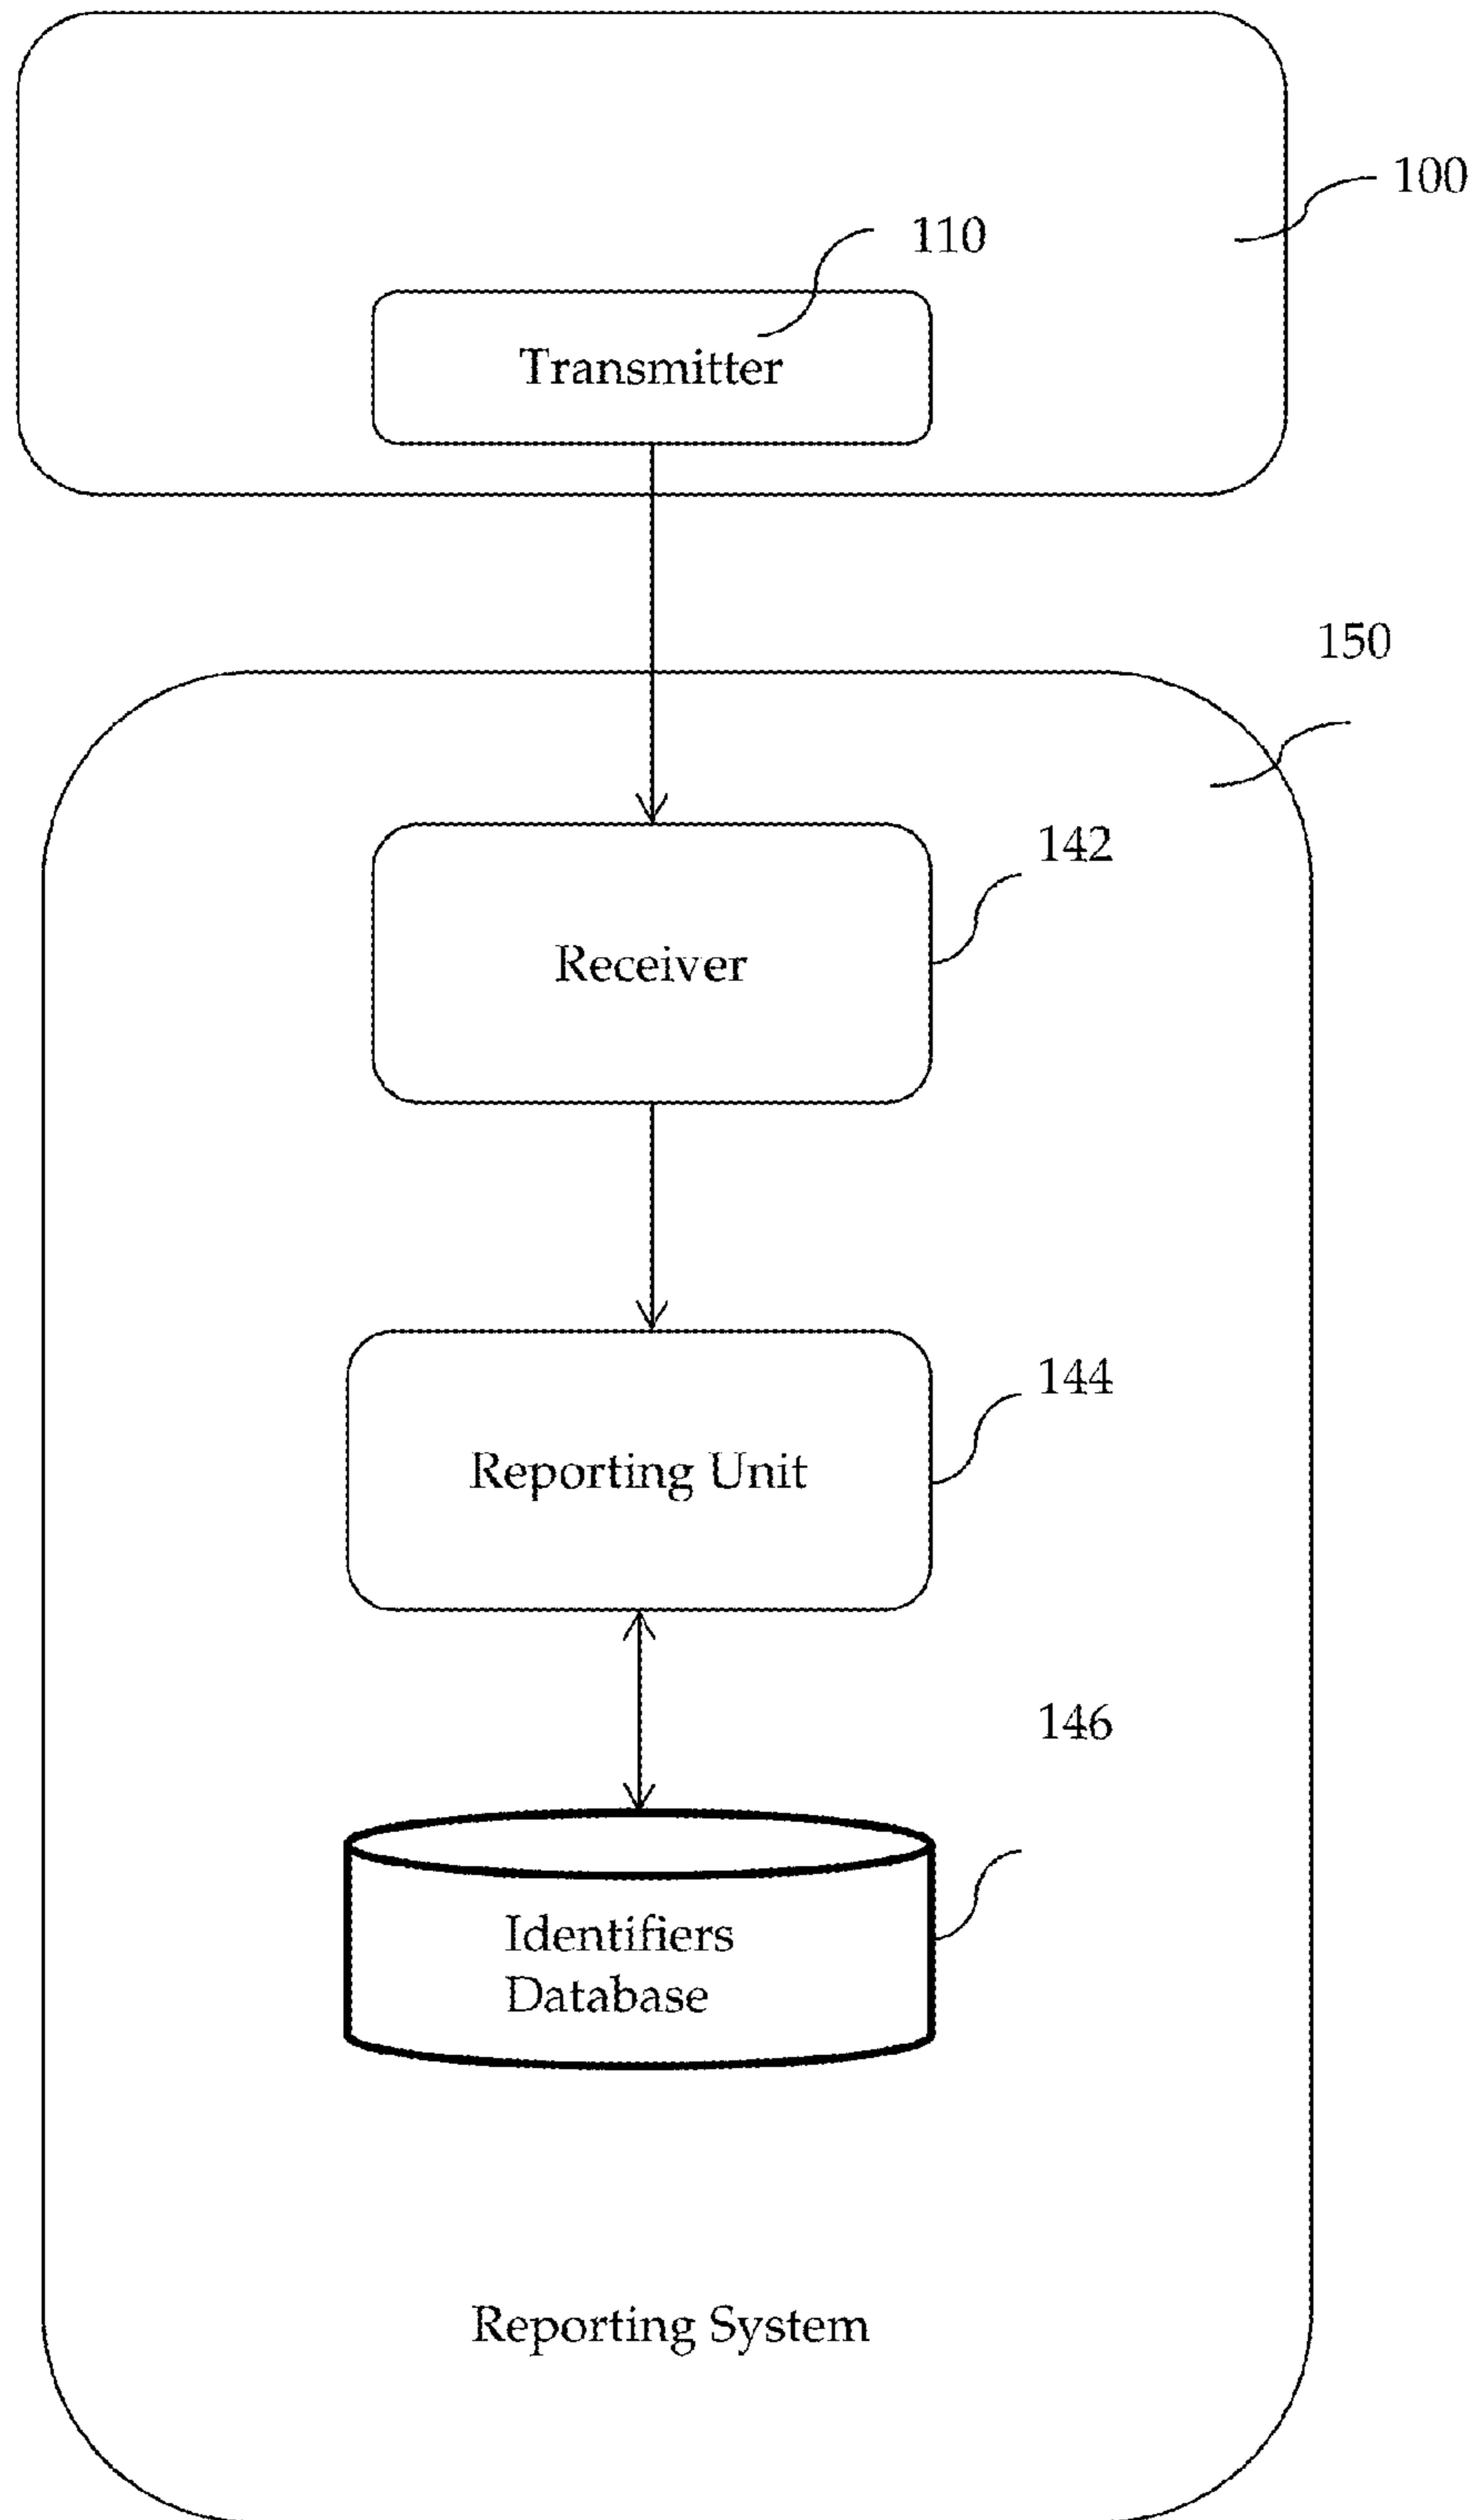 100
110
Transmitter
150
142
Receiver
144
Reporting Unit
146
Identifiers
Database
Reporting System